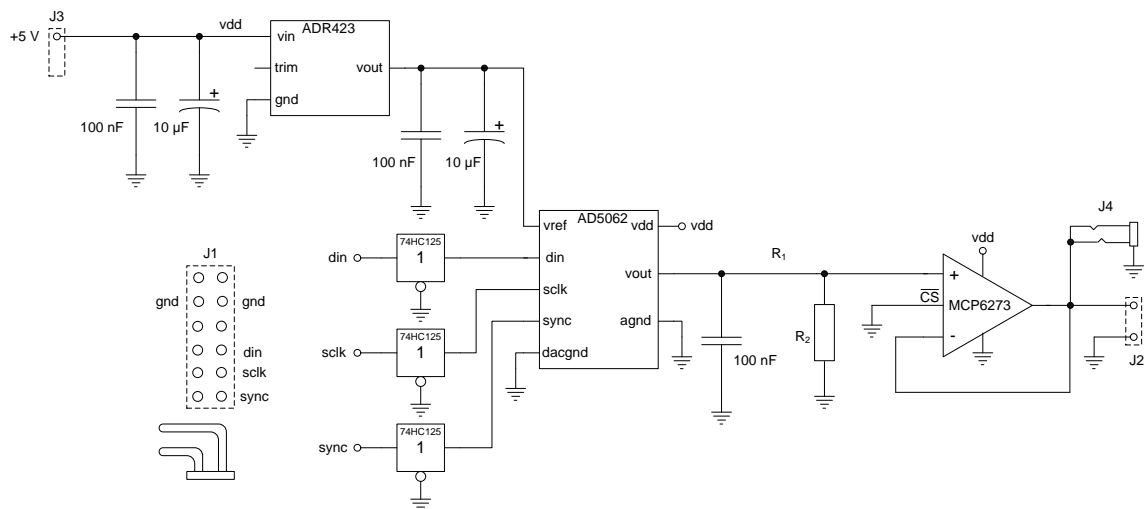 J3
+5 V
vdd
ADR423
vin
trim
vout
gnd
100 nF
10 µF
+
100 nF
10 µF
+
AD5062
vref
vdd
vdd
din
vout
sclk
sync
agnd
dacgnd
74HC125
1
din
74HC125
1
sclk
74HC125
1
sync
J1
gnd
gnd
din
sclk
sync
100 nF
R1
R2
vdd
+
CS
MCP6273
-
J4
J2